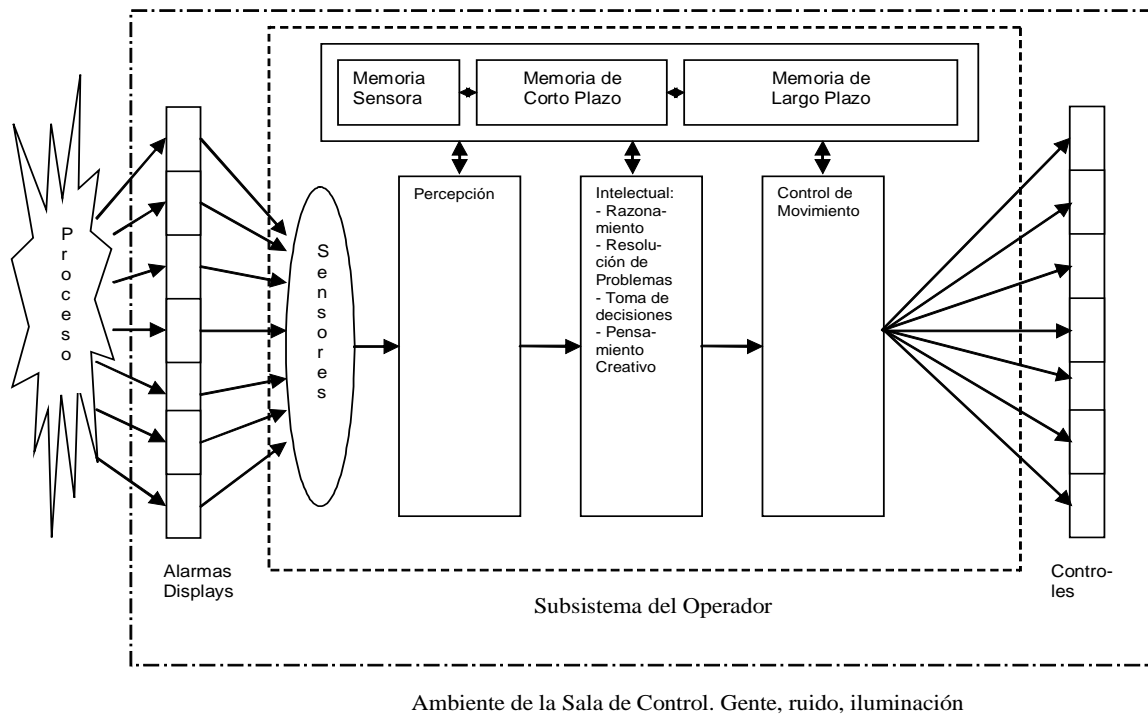 Memoria
Sensora
Memoria de
Corto Plazo
Memoria de
Largo Plazo
Proceso
Sensores
Percepción
Intelectual:
- Razona-
miento
- Resolu-
ción de
Problemas
- Toma de
decisiones
- Pensa-
miento
Creativo
Control de
Movimiento
Alarmas
Displays
Contro-
les
Subsistema del Operador
Ambiente de la Sala de Control. Gente, ruido, iluminación